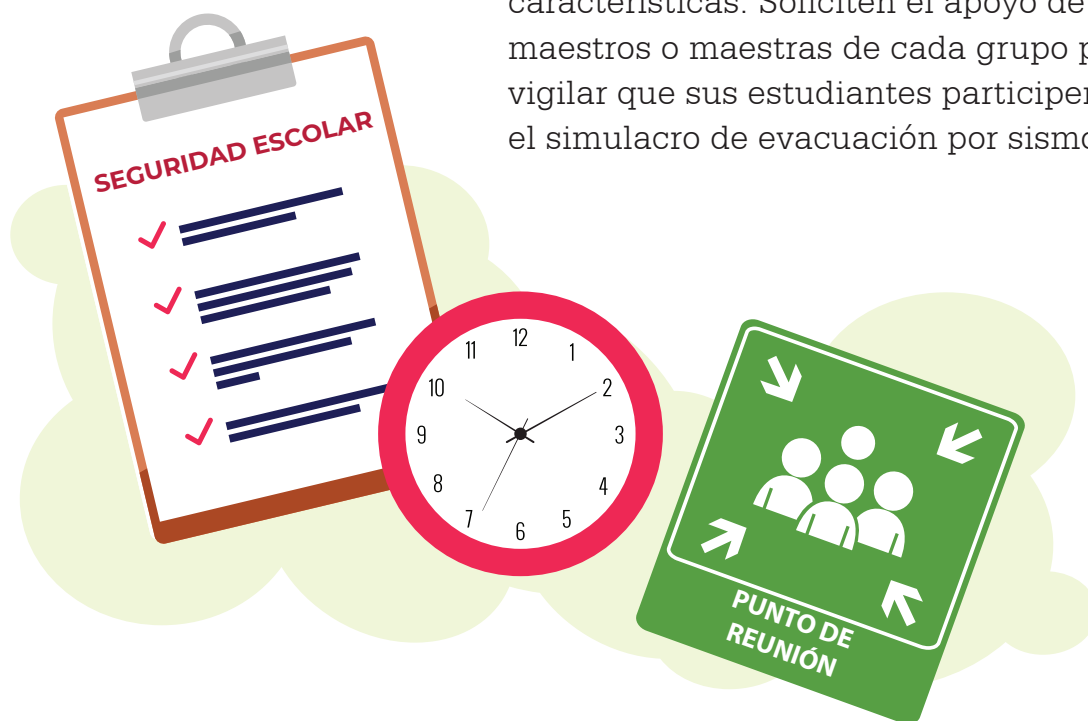 características. Soliciten el apoyo de
maestros o maestras de cada grupo
vigilar que sus estudiantes
el simulacro de evacuación por
SEGURIDAD ESCOLAR
12
1
2
3
4
5
6
7
8
9
10
11
PUNTO DE
REUNIÓN